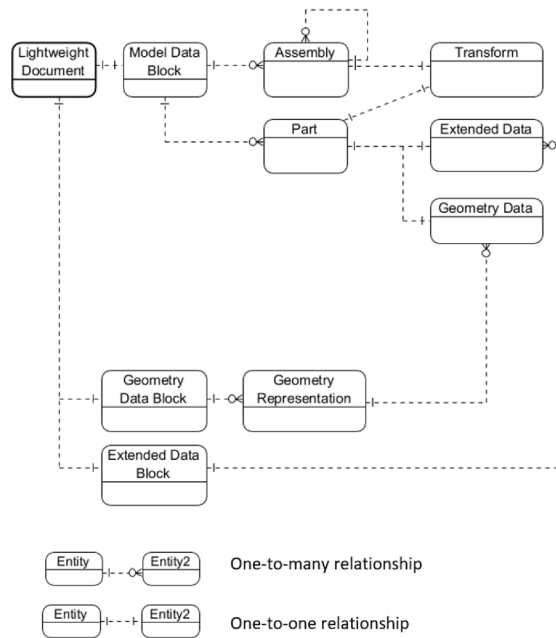 Lightweight
Document
Model Data
Block
Assembly
Transform
Part
Extended Data
Geometry Data
Geometry
Data Block
Geometry
Representation
Extended Data
Block
Entity
Entity2
One-to-many relationship
Entity
Entity2
One-to-one relationship